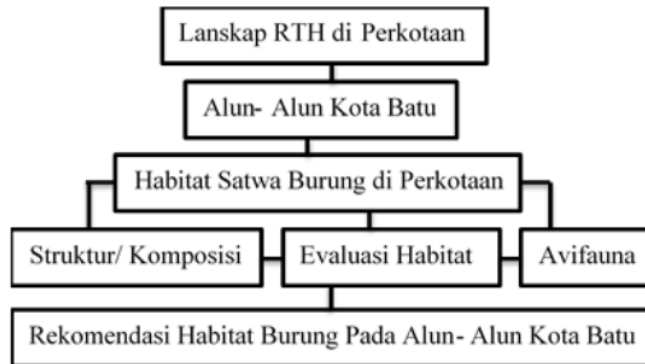 Lanskap RTH di Perkotaan
Alun- Alun Kota Batu
Habitat Satwa Burung di Perkotaan
Struktur/ Komposisi
Evaluasi Habitat
Avifauna
Rekomendasi Habitat Burung Pada Alun- Alun Kota Batu